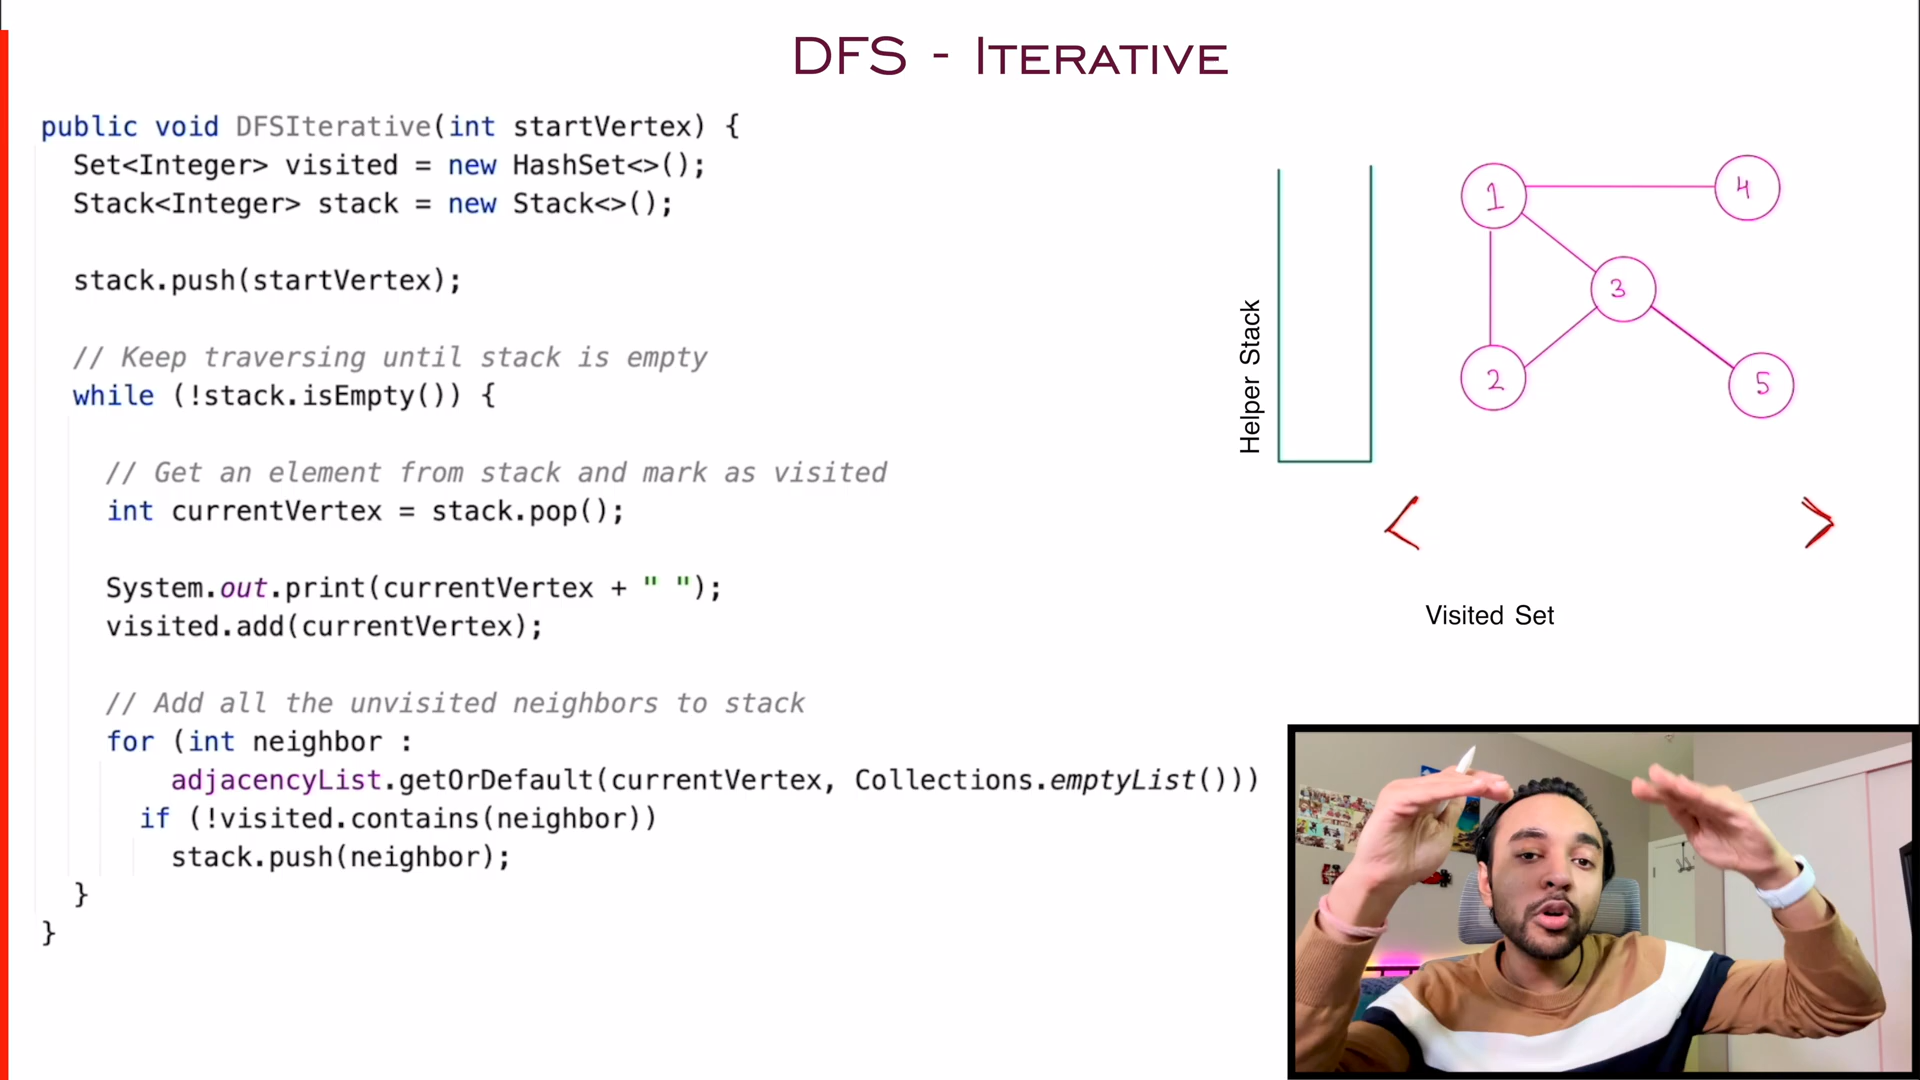 DFS - Iterative
public void DFSIterative(int startVertex) {
Set<Integer> visited = new HashSet<>();
Stack<Integer> stack = new Stack<>();
stack.push(startVertex);
// Keep traversing until stack is empty
while (!stack.isEmpty()) {
// Get an element from stack and mark as visited
int currentVertex = stack.pop();
System.out.print(currentVertex + " ");
visited.add(currentVertex);
// Add all the unvisited neighbors to stack
for (int neighbor :
adjacencyList.getOrDefault(currentVertex, Collections.emptyList()))
if (!visited.contains(neighbor))
stack.push(neighbor);
}
}
Helper Stack
1
4
3
2
5
< >
Visited Set